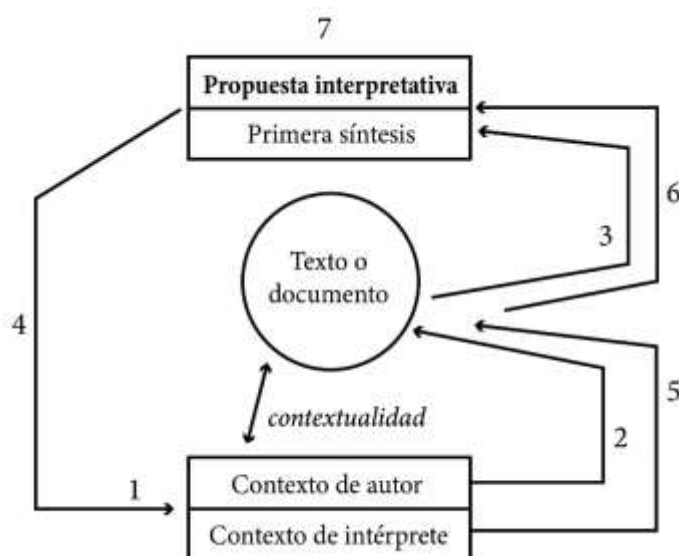 7
Propuesta interpretativa
Primera síntesis
6
3
Texto o
documento
4
5
contextualidad
2
1
Contexto de autor
Contexto de intérprete